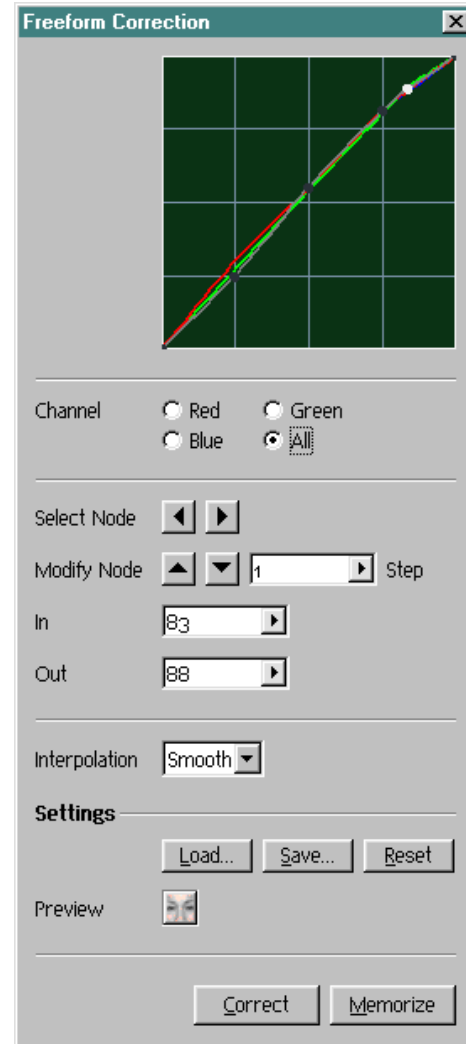 Freeform Correction
Channel
Red
Green
Blue
All
Select Node
Modify Node
1
Step
In
83
Out
88
Interpolation
Smooth
Settings
Load...
Save...
Reset
Preview
Correct
Memorize